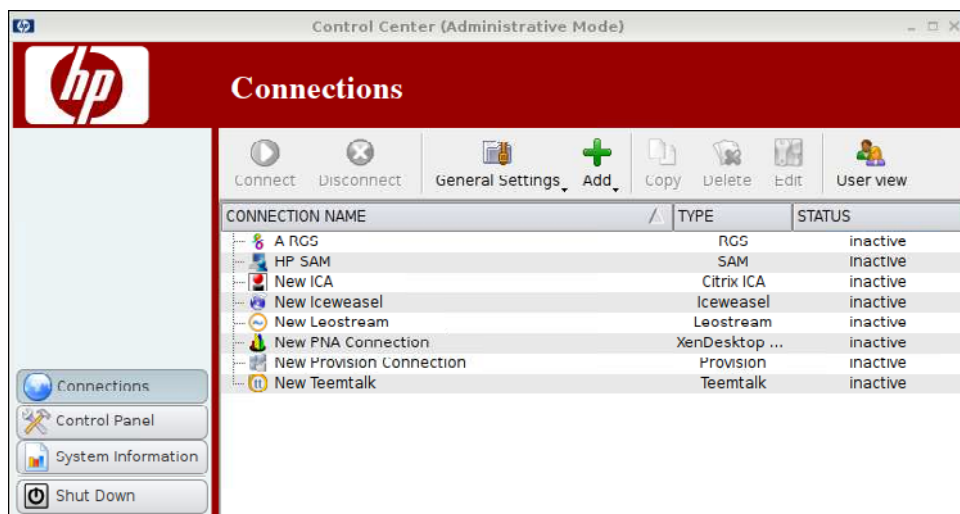 Control Center (Administrative Mode)
hp
Connections
Connect Disconnect General Settings Add Copy Delete Edit User view
CONNECTION NAME TYPE STATUS
A RGS RGS inactive
HP SAM SAM inactive
New ICA Citrix ICA inactive
New Iceweasel Iceweasel inactive
New Leostream Leostream inactive
New PNA Connection XenDesktop ... inactive
New Provision Connection Provision inactive
New Teemtalk Teemtalk inactive
Connections
Control Panel
System Information
Shut Down